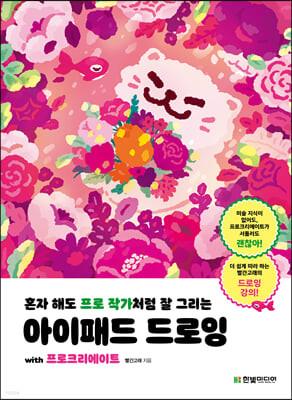 미술 지식이
없어도,
프로크리에이트가
서툴러도
괜찮아!
더 쉽게 따라 하는
빨간고래의
드로잉
강의!
혼자 해도 프로 작가처럼 잘 그리는
아이패드 드로잉
with 프로크리에이트
빨간고래 지음
한빛미디어